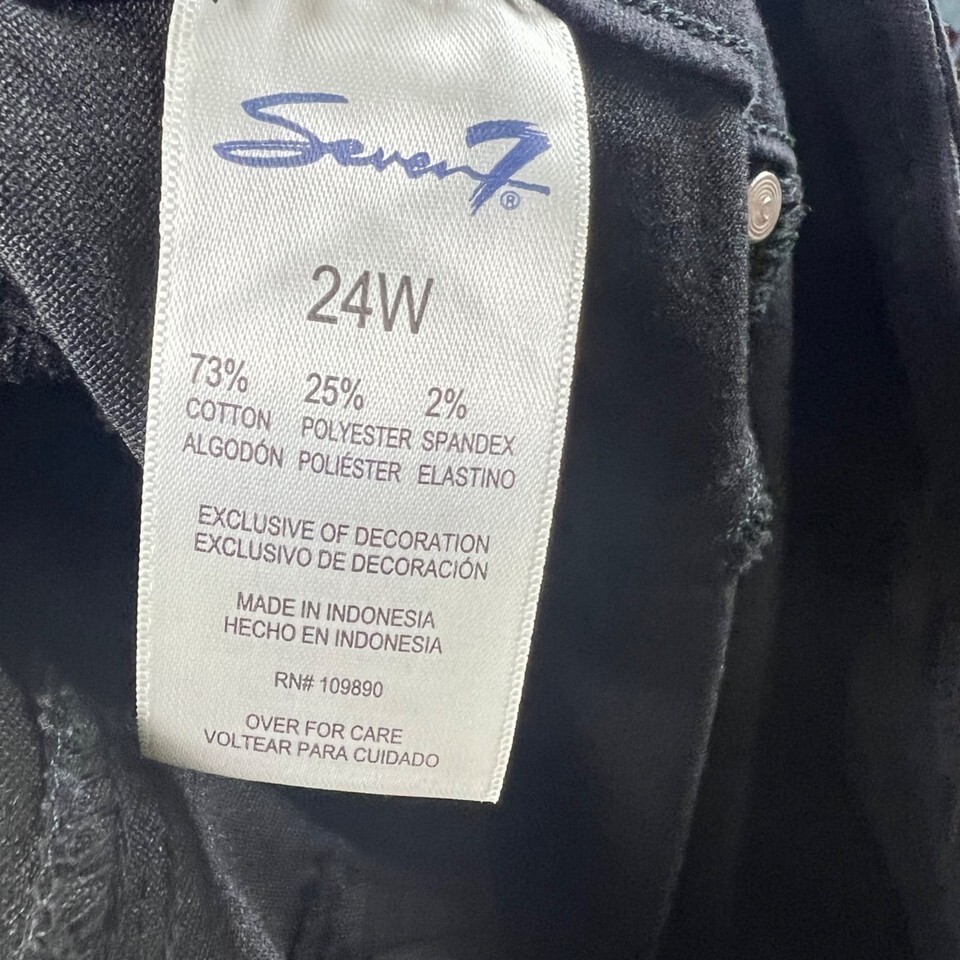 Seven7®
24W
73% 25% 2%
COTTON POLYESTER SPANDEX
ALGODÓN POLIÉSTER ELASTINO
EXCLUSIVE OF DECORATION
EXCLUSIVO DE DECORACIÓN
MADE IN INDONESIA
HECHO EN INDONESIA
RN# 109890
OVER FOR CARE
VOLTEAR PARA CUIDADO